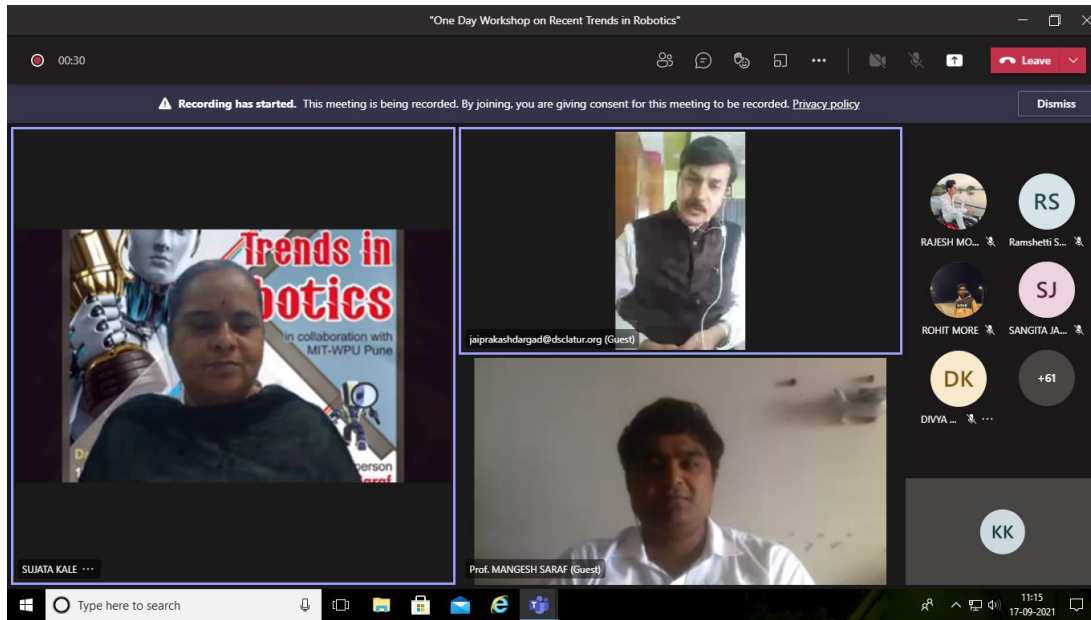 "One Day Workshop on Recent Trends in Robotics"
00:30
Leave
Recording has started. This meeting is being recorded. By joining, you are giving consent for this meeting to be recorded. Privacy policy
Dismiss
Trends in
botics
in collaboration with
MIT-WPU Pune
person
SUJATA KALE ...
jaiprakashdargad@dsclatur.org (Guest)
Prof. MANGESH SARAF (Guest)
RAJESH MO...
RS
Ramshetti S...
ROHIT MORE
SJ
SANGITA JA...
DK
DIVYA ...
+61
KK
Type here to search
11:15
17-09-2021